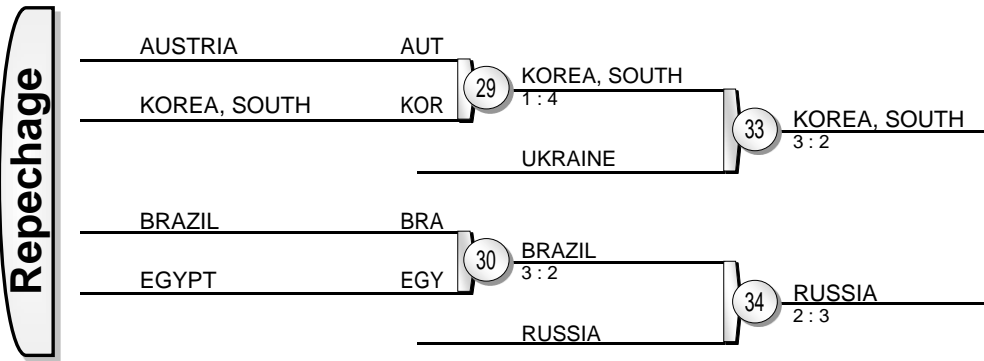 Repechage
AUSTRIA AUT
KOREA, SOUTH KOR
29
KOREA, SOUTH
1 : 4
UKRAINE
33
KOREA, SOUTH
3 : 2
BRAZIL BRA
EGYPT EGY
30
BRAZIL
3 : 2
RUSSIA
34
RUSSIA
2 : 3